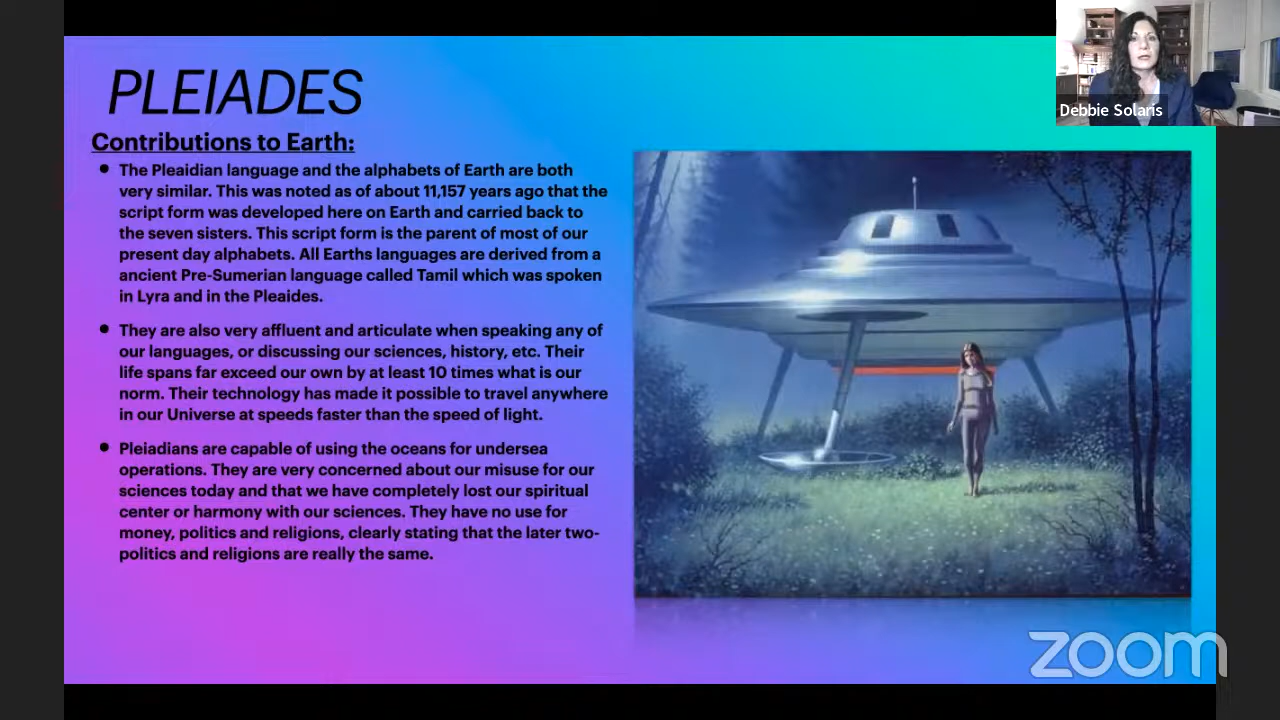 PLEIADES
Contributions to Earth:
• The Pleaidian language and the alphabets of Earth are both
very similar. This was noted as of about 11,157 years ago that the
script form was developed here on Earth and carried back to
the seven sisters. This script form is the parent of most of our
present day alphabets. All Earths languages are derived from a
ancient Pre-Sumerian language called Tamil which was spoken
in Lyra and in the Pleaides.
• They are also very affluent and articulate when speaking any of
our languages, or discussing our sciences, history, etc. Their
life spans far exceed our own by at least 10 times what is our
norm. Their technology has made it possible to travel anywhere
in our Universe at speeds faster than the speed of light.
• Pleiadians are capable of using the oceans for undersea
operations. They are very concerned about our misuse for our
sciences today and that we have completely lost our spiritual
center or harmony with our sciences. They have no use for
money, politics and religions, clearly stating that the later two-
politics and religions are really the same.
Debbie Solaris
zoom